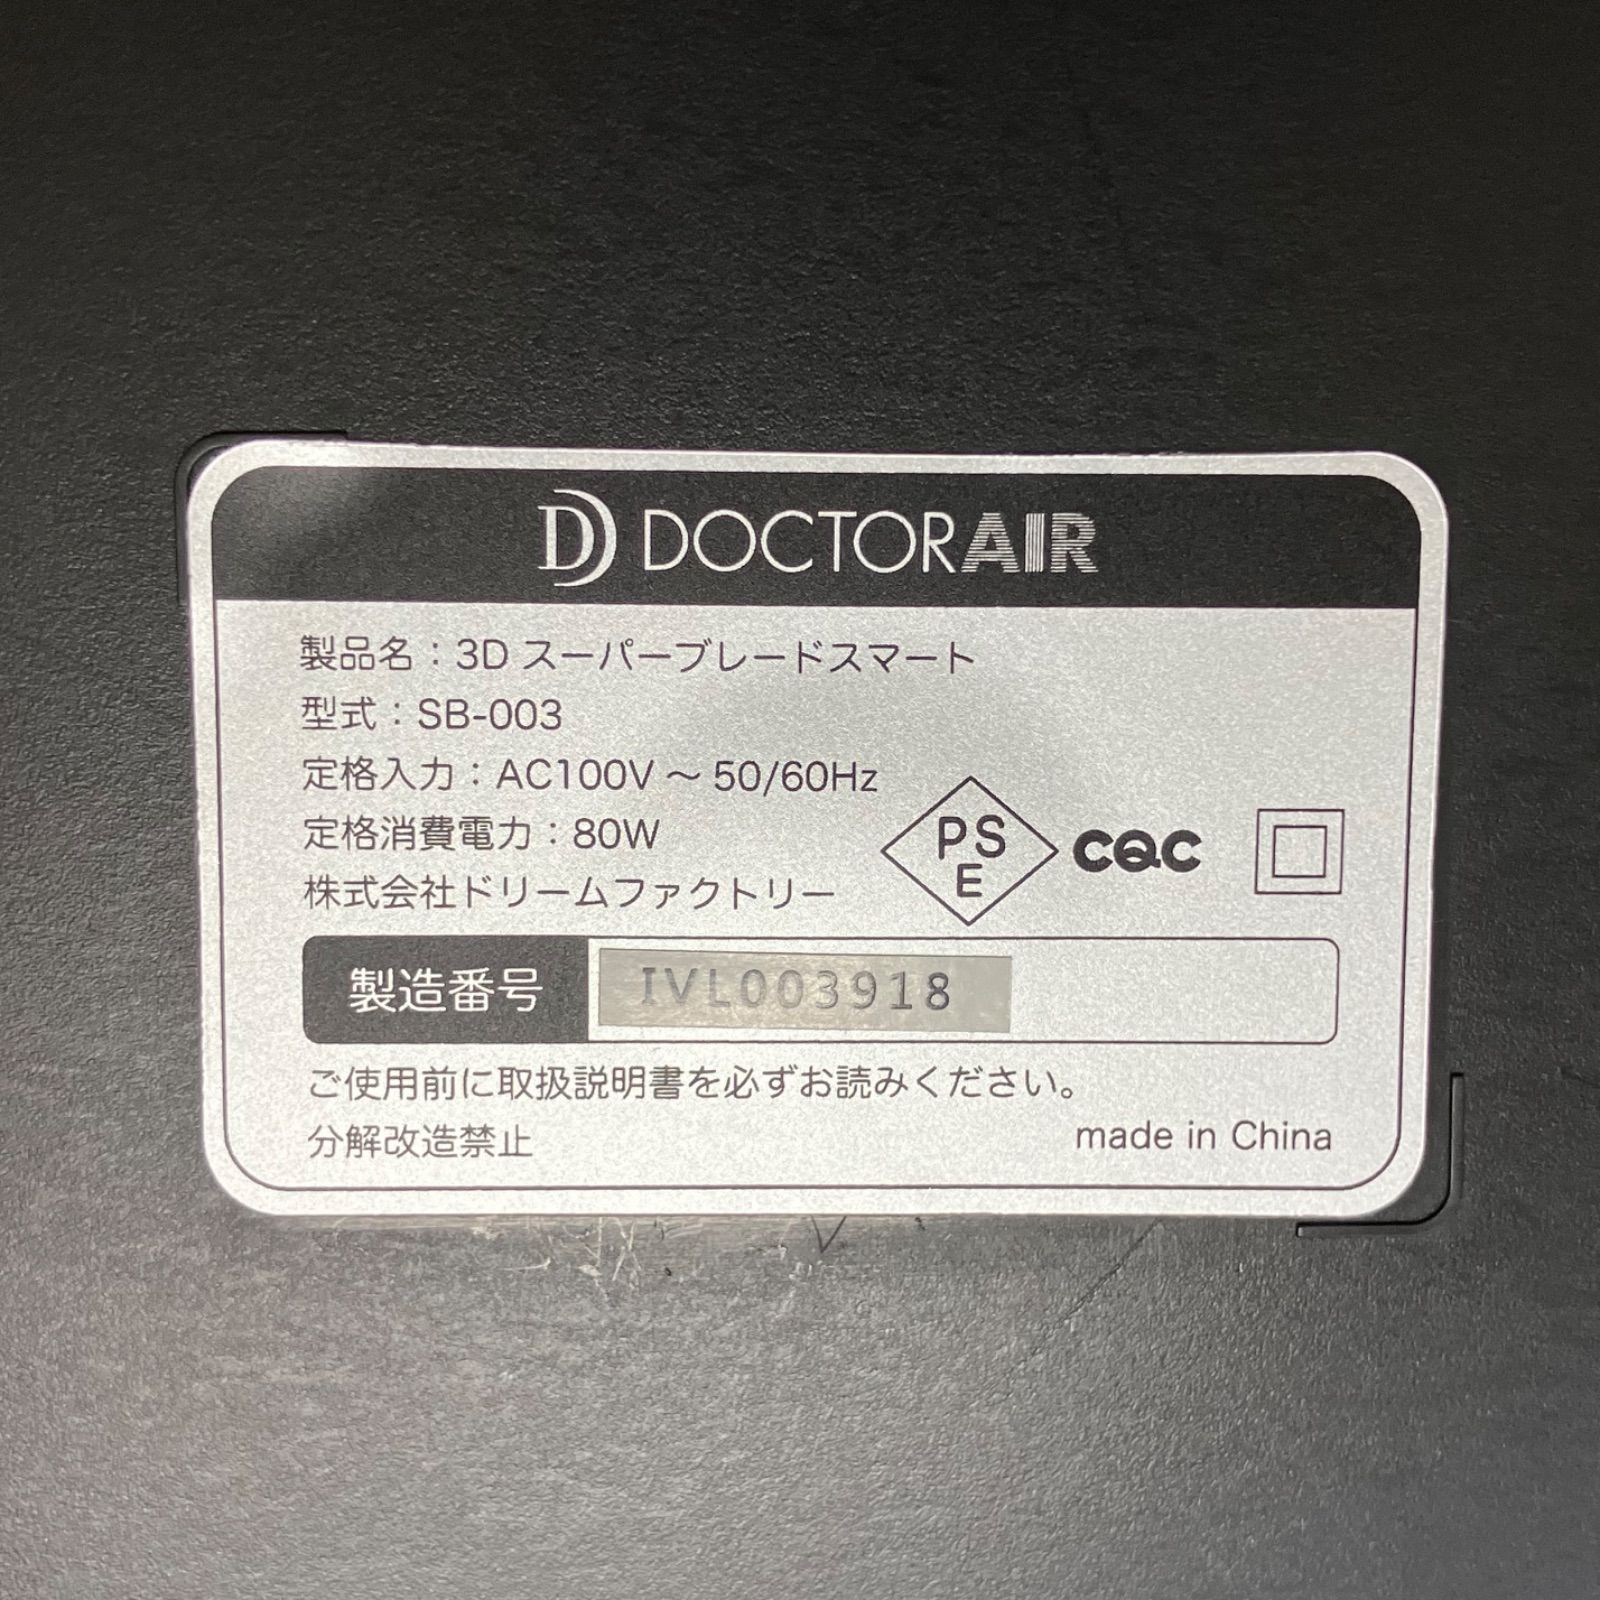 D DOCTORAIR
製品名：3D スーパーブレードスマート
型式：SB-003
定格入力：AC100V～50/60Hz
定格消費電力：80W
株式会社ドリームファクトリー
PS
E
CQC
製造番号 IVL003918
ご使用前に取扱説明書を必ずお読みください。
分解改造禁止
made in China